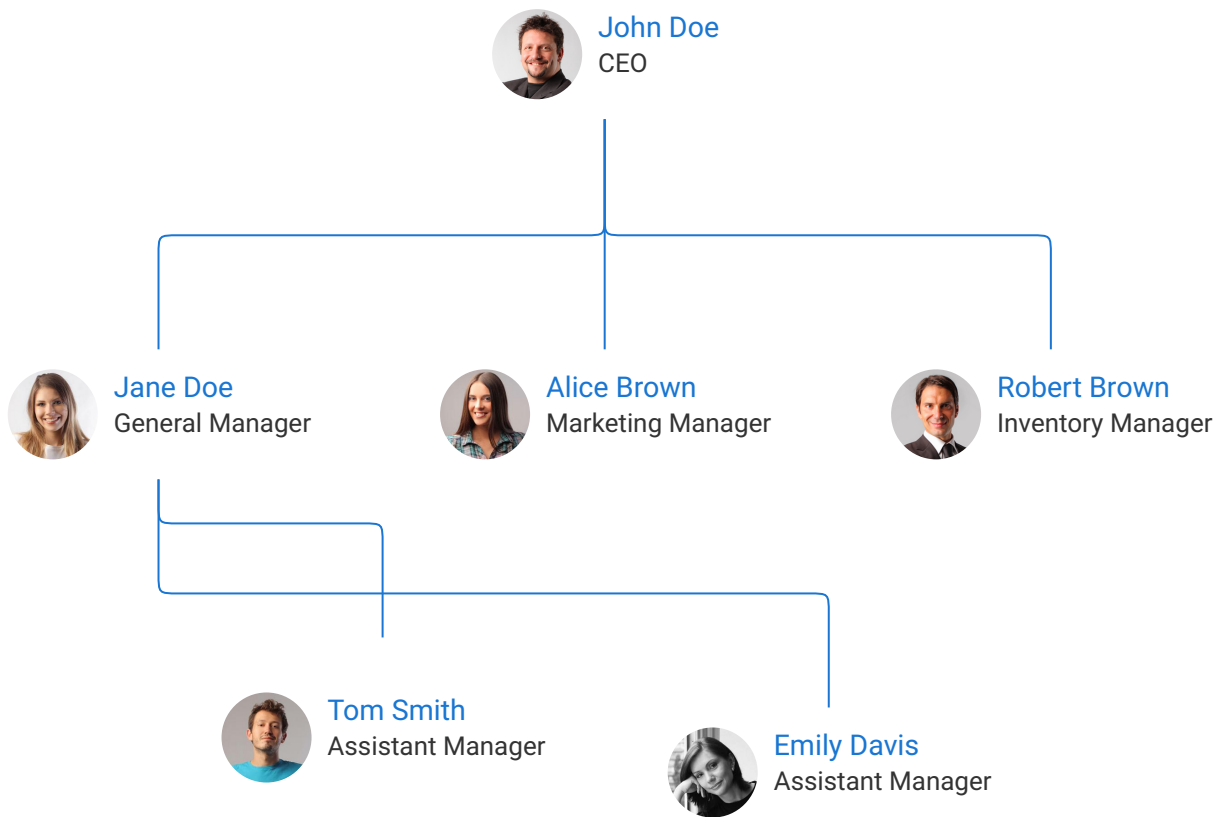 John Doe
CEO
Jane Doe
General Manager
Alice Brown
Marketing Manager
Robert Brown
Inventory Manager
Tom Smith
Assistant Manager
Emily Davis
Assistant Manager